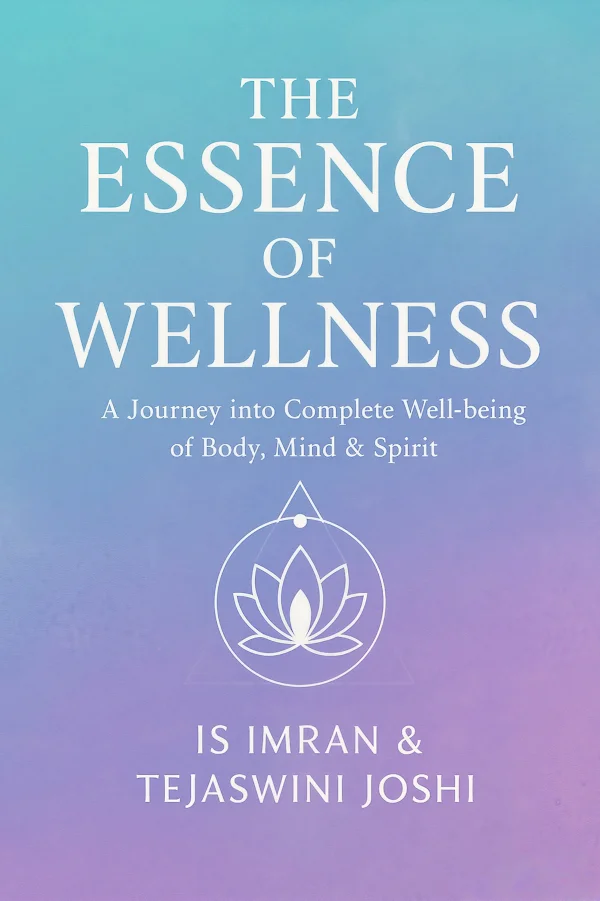 THE
ESSENCE
OF
WELLNESS
A Journey into Complete Well-being
of Body, Mind & Spirit
IS IMRAN &
TEJASWINI JOSHI